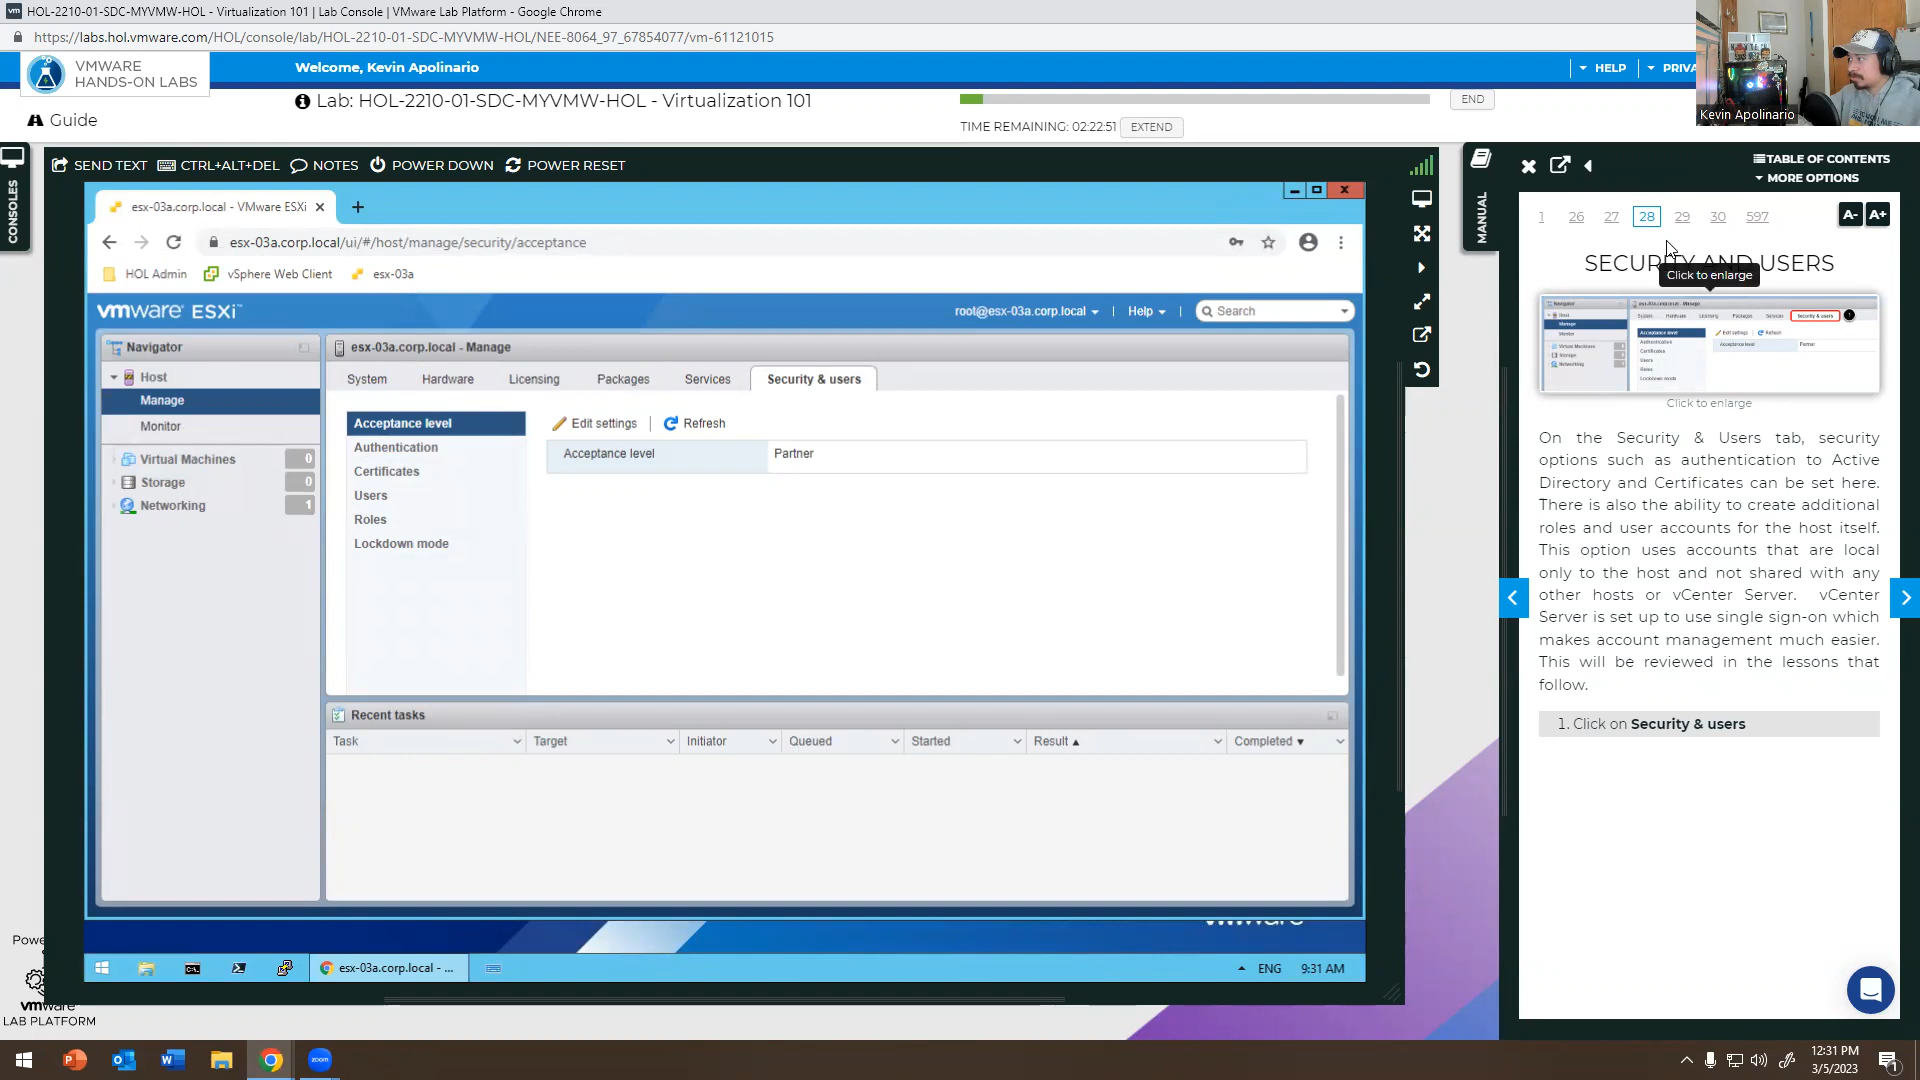 HOL-2210-01-SDC-MYVMW-HOL - Virtualization 101 | Lab Console | VMware Lab Platform - Google Chrome
https://labs.hol.vmware.com/HOL/console/lab/HOL-2210-01-SDC-MYVMW-HOL/NEE-8064_97_67854077/vm-61121015
VMWARE
HANDS-ON LABS
Welcome, Kevin Apolinario
HELP
PRIVA
Kevin Apolinario
Lab: HOL-2210-01-SDC-MYVMW-HOL - Virtualization 101
Guide
TIME REMAINING: 02:22:51
EXTEND
END
CONSOLES
SEND TEXT
CTRL+ALT+DEL
NOTES
POWER DOWN
POWER RESET
esx-03a.corp.local - VMware ESXi
esx-03a.corp.local/ui/#/host/manage/security/acceptance
HOL Admin
vSphere Web Client
esx-03a
vmware ESXi™
root@esx-03a.corp.local
Help
Search
Navigator
Host
Manage
Monitor
Virtual Machines 0
Storage 0
Networking 1
esx-03a.corp.local - Manage
System
Hardware
Licensing
Packages
Services
Security & users
Acceptance level
Authentication
Certificates
Users
Roles
Lockdown mode
Edit settings
Refresh
Acceptance level
Partner
Recent tasks
Task
Target
Initiator
Queued
Started
Result
Completed
vmware
esx-03a.corp.local - ...
ENG
9:31 AM
MANUAL
TABLE OF CONTENTS
MORE OPTIONS
1 26 27 28 29 30 597
A- A+
SECURITY AND USERS
Click to enlarge
Click to enlarge
On the Security & Users tab, security
options such as authentication to Active
Directory and Certificates can be set here.
There is also the ability to create additional
roles and user accounts for the host itself.
This option uses accounts that are local
only to the host and not shared with any
other hosts or vCenter Server. vCenter
Server is set up to use single sign-on which
makes account management much easier.
This will be reviewed in the lessons that
follow.
1. Click on Security & users
Powe
vmware
LAB PLATFORM
zoom
12:31 PM
3/5/2023
1